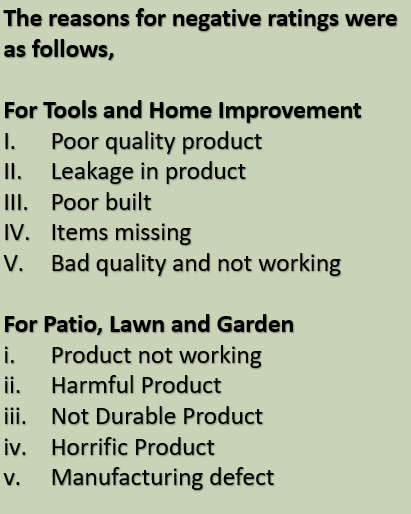 The reasons for negative ratings were
as follows,
For Tools and Home Improvement
I. Poor quality product
II. Leakage in product
III. Poor built
IV. Items missing
V. Bad quality and not working
For Patio, Lawn and Garden
i. Product not working
ii. Harmful Product
iii. Not Durable Product
iv. Horrific Product
v. Manufacturing defect